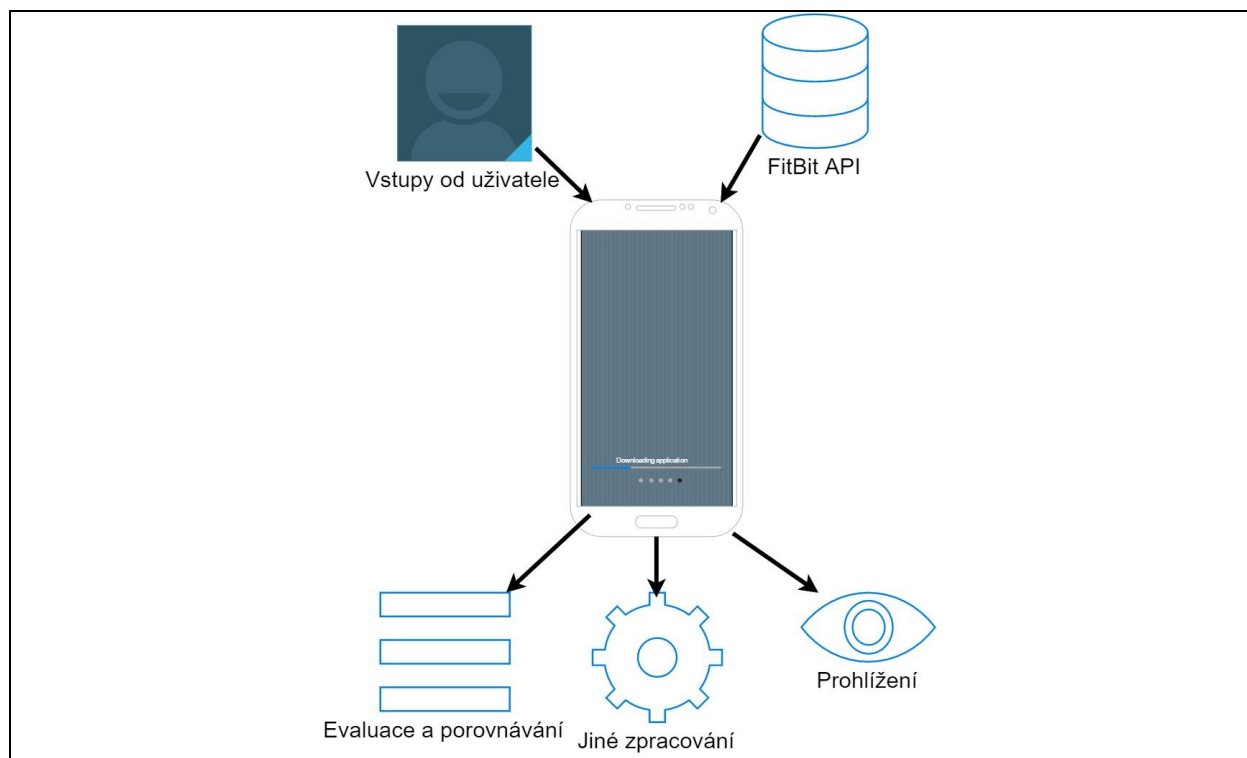 Vstupy od uživatele
FitBit API
Downloading application
Evaluace a porovnávání
Jiné zpracování
Prohlížení